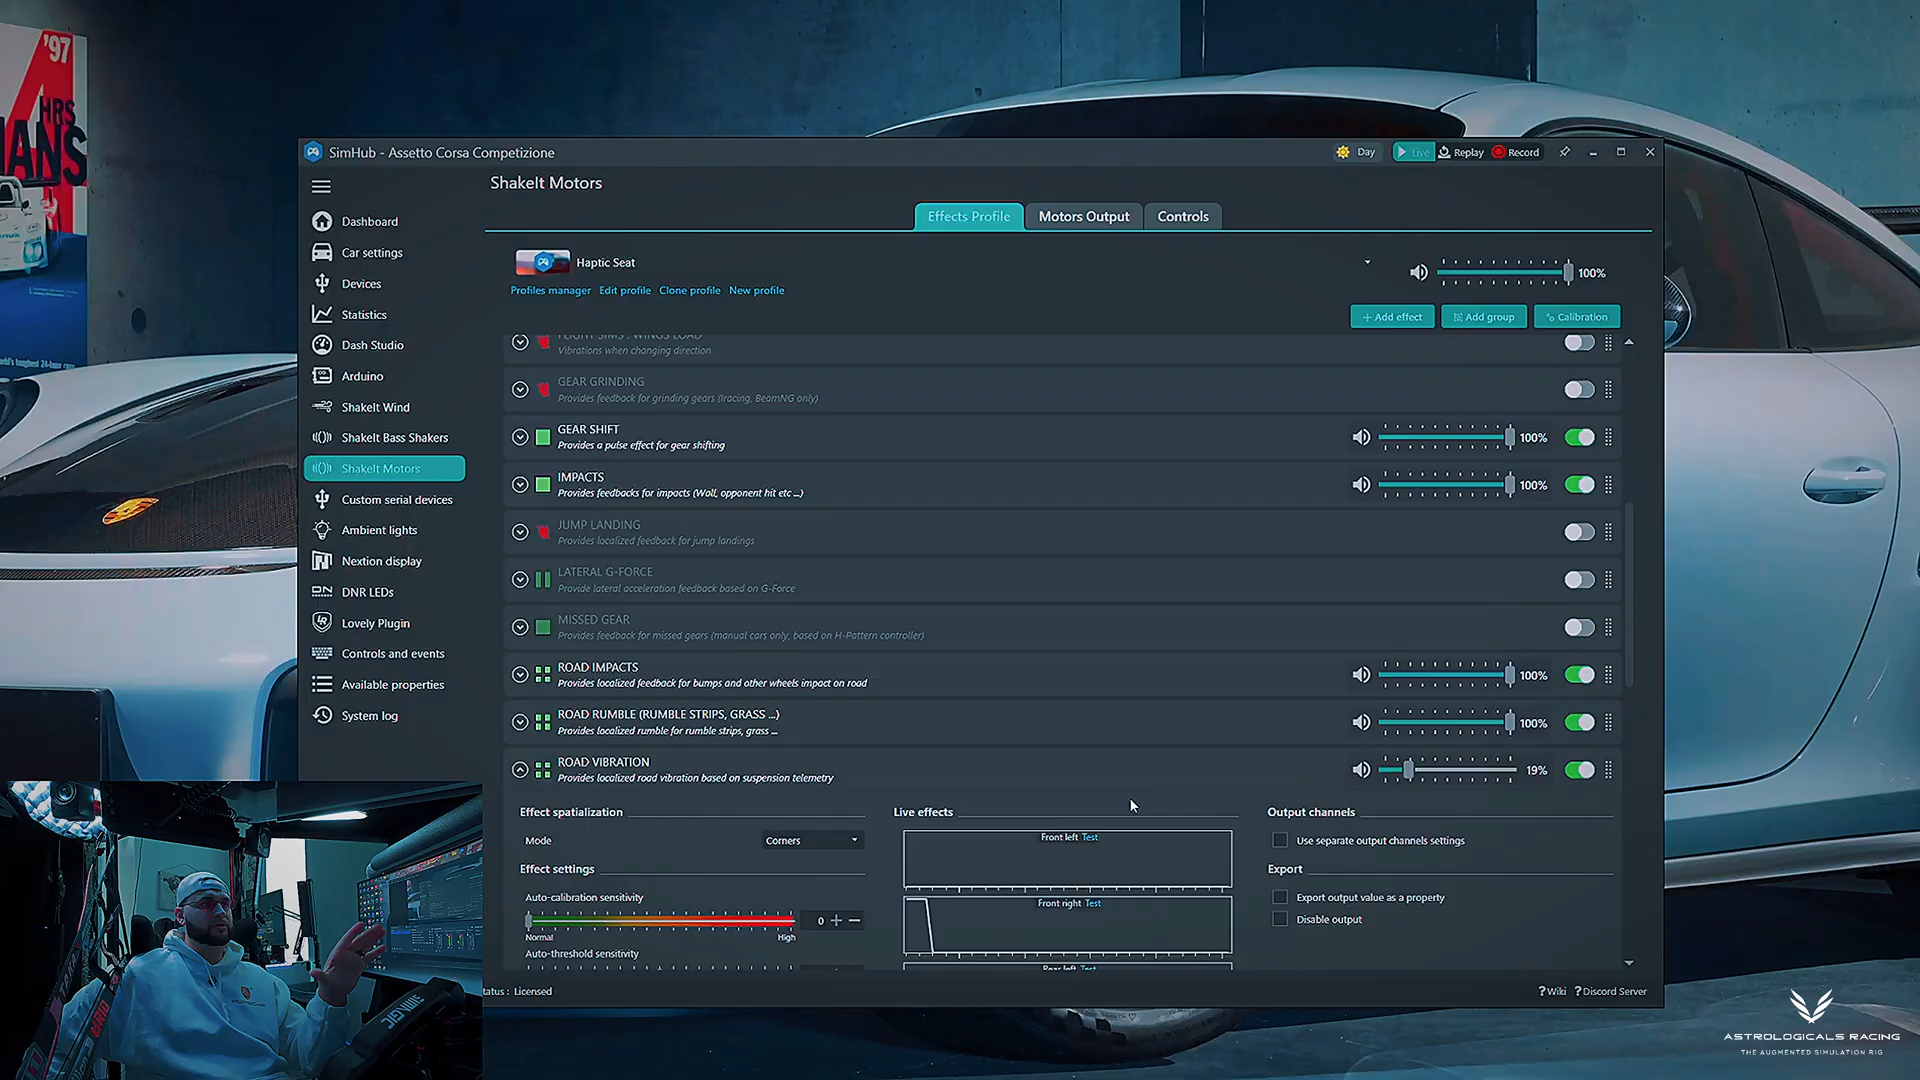 '97
HRS
SimHub - Assetto Corsa Competizione
Day
Live
Replay
Record
ShakeIt Motors
Dashboard
Car settings
Devices
Statistics
Dash Studio
Arduino
ShakeIt Wind
ShakeIt Bass Shakers
ShakeIt Motors
Custom serial devices
Ambient lights
Nextion display
DNR LEDs
Lovely Plugin
Controls and events
Available properties
System log
Effects Profile
Motors Output
Controls
Haptic Seat
100%
Profiles manager
Edit profile
Clone profile
New profile
+ Add effect
Add group
Calibration
FLIGHT SIMS : WINGS LOAD
Vibrations when changing direction
GEAR GRINDING
Provides feedback for grinding gears (Iracing, BeamNG only)
GEAR SHIFT
Provides a pulse effect for gear shifting
100%
IMPACTS
Provides feedbacks for impacts (Wall, opponent hit etc ...)
100%
JUMP LANDING
Provides localized feedback for jump landings
LATERAL G-FORCE
Provide lateral acceleration feedback based on G-Force
MISSED GEAR
Provides feedback for missed gears (manual cars only, based on H-Pattern controller)
ROAD IMPACTS
Provides localized feedback for bumps and other wheels impact on road
100%
ROAD RUMBLE (RUMBLE STRIPS, GRASS ...)
Provides localized rumble for rumble strips, grass ...
100%
ROAD VIBRATION
Provides localized road vibration based on suspension telemetry
19%
Effect spatialization
Mode
Corners
Effect settings
Auto-calibration sensitivity
0 + −
Normal
High
Auto-threshold sensitivity
Live effects
Front left Test
Front right Test
Rear left Test
Output channels
Use separate output channels settings
Export
Export output value as a property
Disable output
tatus : Licensed
? Wiki
? Discord Server
SIMAGIC
ASTROLOGICALS RACING
THE AUGMENTED SIMULATION RIG